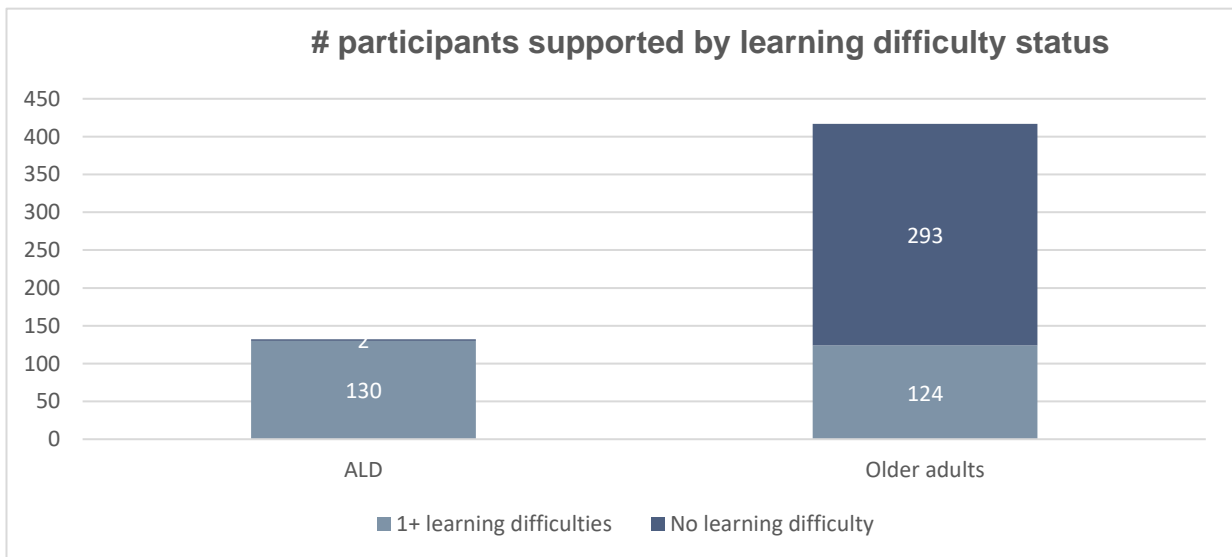 # participants supported by learning difficulty status
450
400
350
300
250
200
150
100
50
0
2
130
293
124
ALD
Older adults
1+ learning difficulties
No learning difficulty